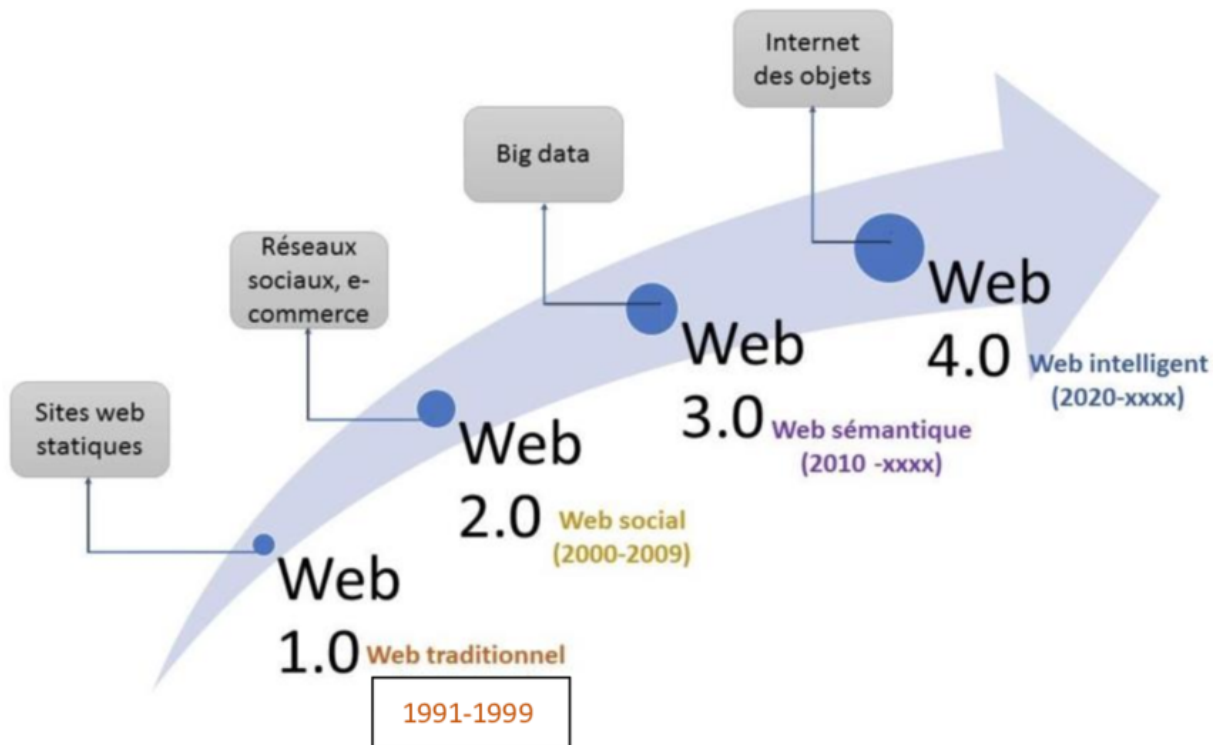 Internet
des objets
Big data
Réseaux
sociaux, e-
commerce
Sites web
statiques
Web
4.0 Web intelligent
(2020-xxxx)
Web
3.0 Web sémantique
(2010 -xxxx)
Web
2.0 Web social
(2000-2009)
Web
1.0 Web traditionnel
1991-1999